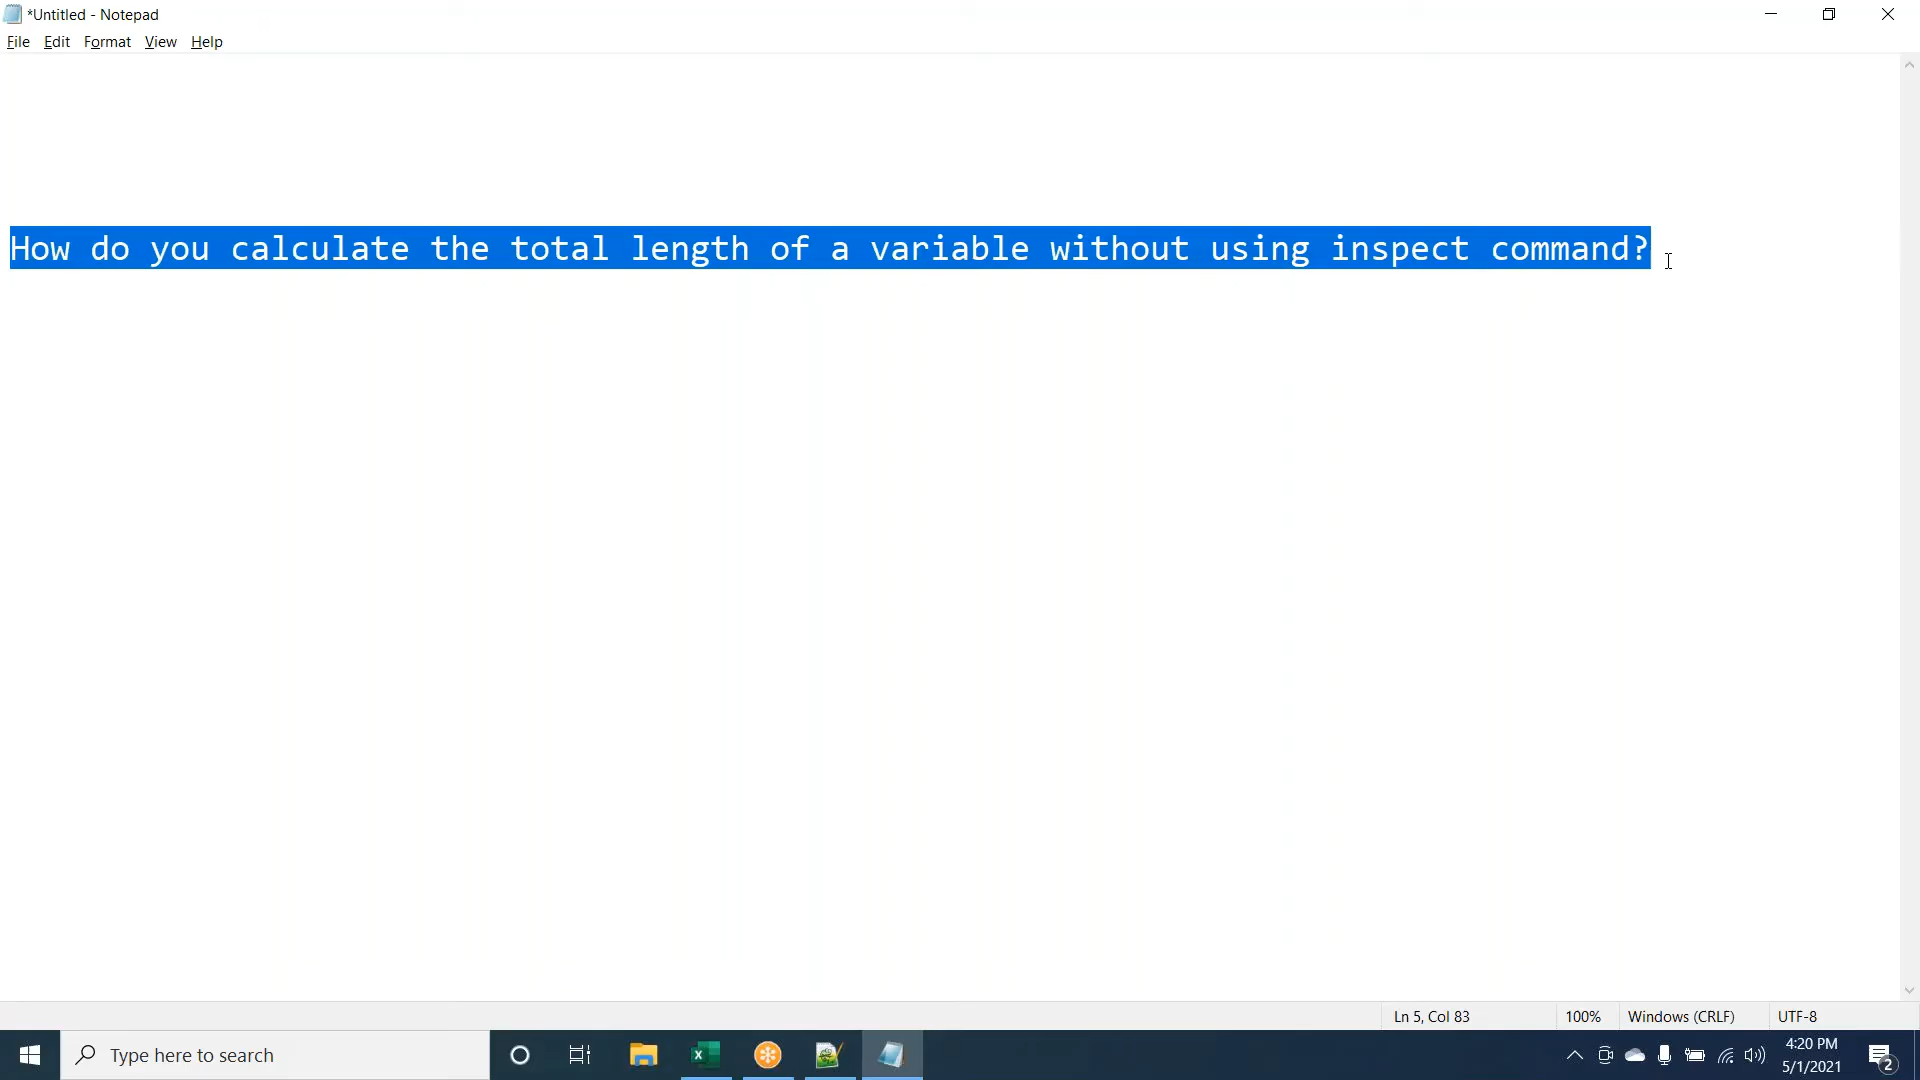 *Untitled - Notepad
File Edit Format View Help
How do you calculate the total length of a variable without using inspect command?
Ln 5, Col 83 100% Windows (CRLF) UTF-8
Type here to search
4:20 PM
5/1/2021
2